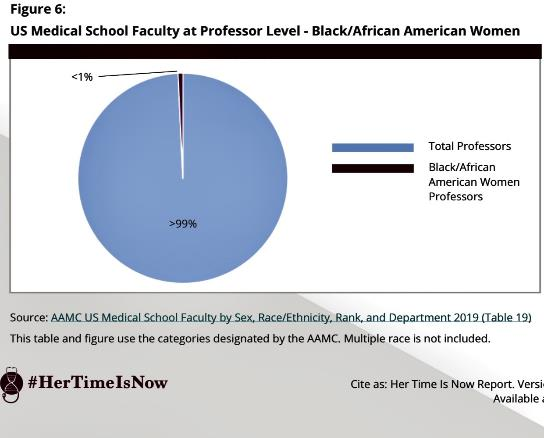 Figure 6:
US Medical School Faculty at Professor Level - Black/African American Women
<1%
Total Professors
Black/African
American Women
Professors
>99%
Source: AAMC US Medical School Faculty by Sex, Race/Ethnicity, Rank, and Department 2019 (Table 19)
This table and figure use the categories designated by the AAMC. Multiple race is not included.
#HerTimeIsNow
Cite as: Her Time Is Now Report. Versi
Available a